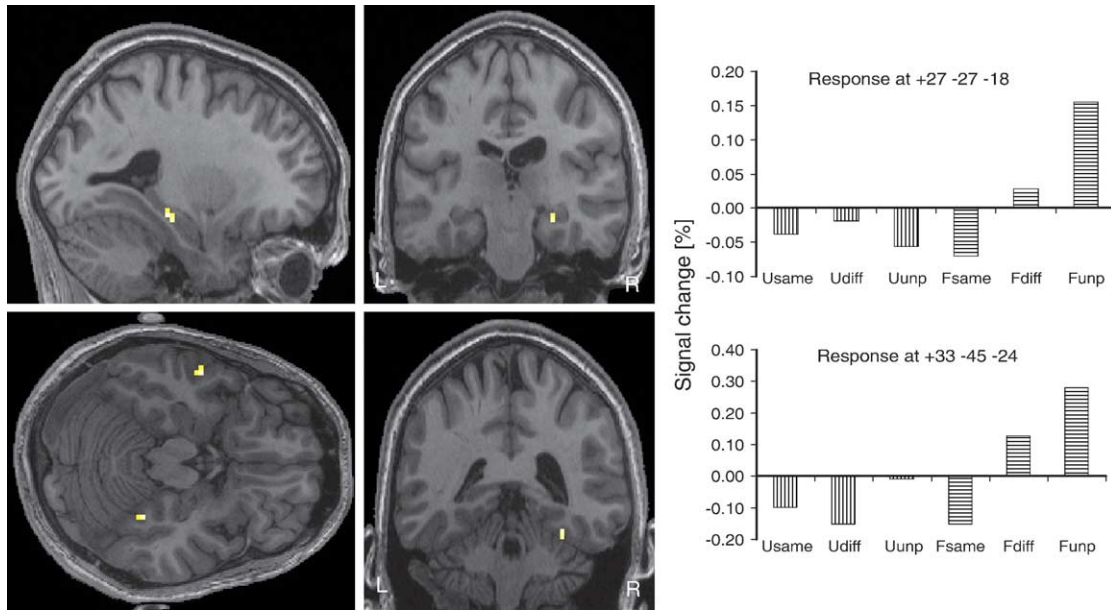 L
R
L
R
Signal change [%]
Response at +27 -27 -18
0.20
0.15
0.10
0.05
0.00
-0.05
-0.10
Usame Udiff Uunp Fsame Fdiff Funp
Response at +33 -45 -24
0.40
0.30
0.20
0.10
0.00
-0.10
-0.20
Usame Udiff Uunp Fsame Fdiff Funp